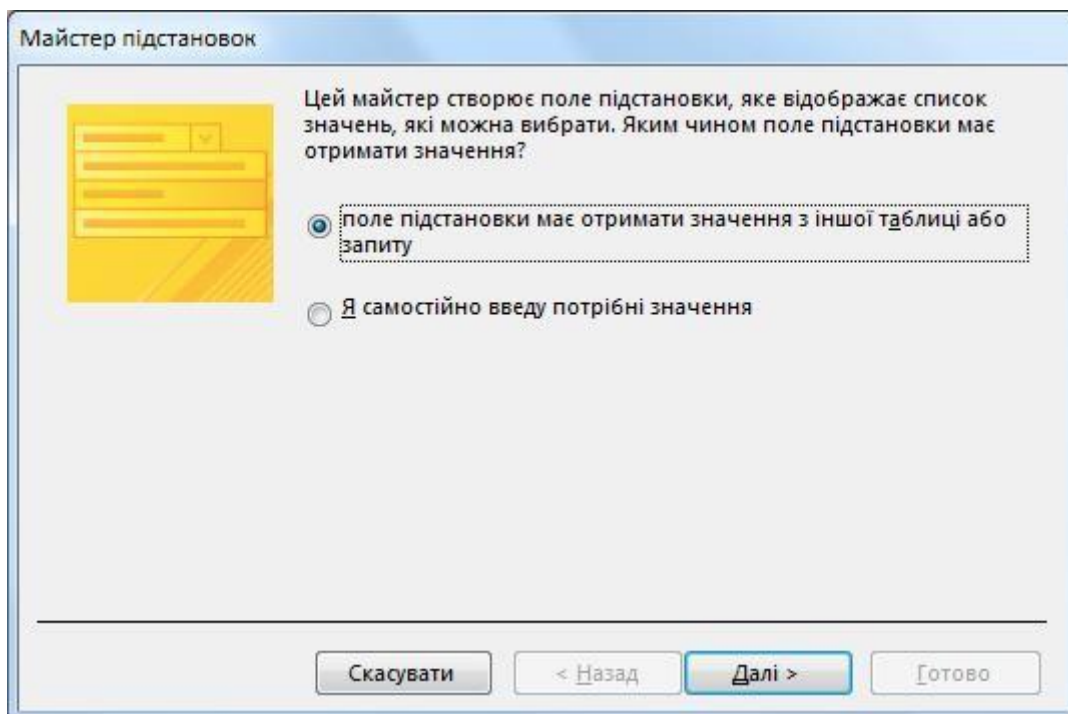 Майстер підстановок
Цей майстер створює поле підстановки, яке відображає список
значень, які можна вибрати. Яким чином поле підстановки має
отримати значення?
поле підстановки має отримати значення з іншої таблиці або
запиту
Я самостійно введу потрібні значення
Скасувати
< Назад
Далі >
Готово